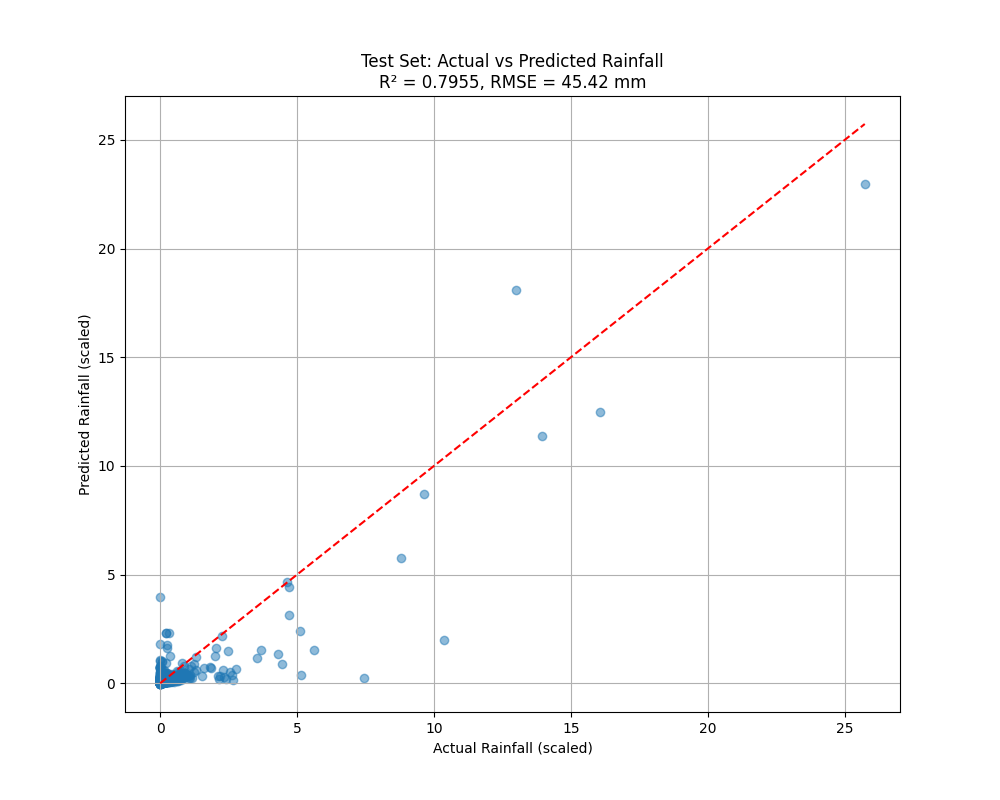 Test Set: Actual vs Predicted Rainfall
R² = 0.7955, RMSE = 45.42 mm
25
20
15
10
5
0
Predicted Rainfall (scaled)
0 5 10 15 20 25
Actual Rainfall (scaled)